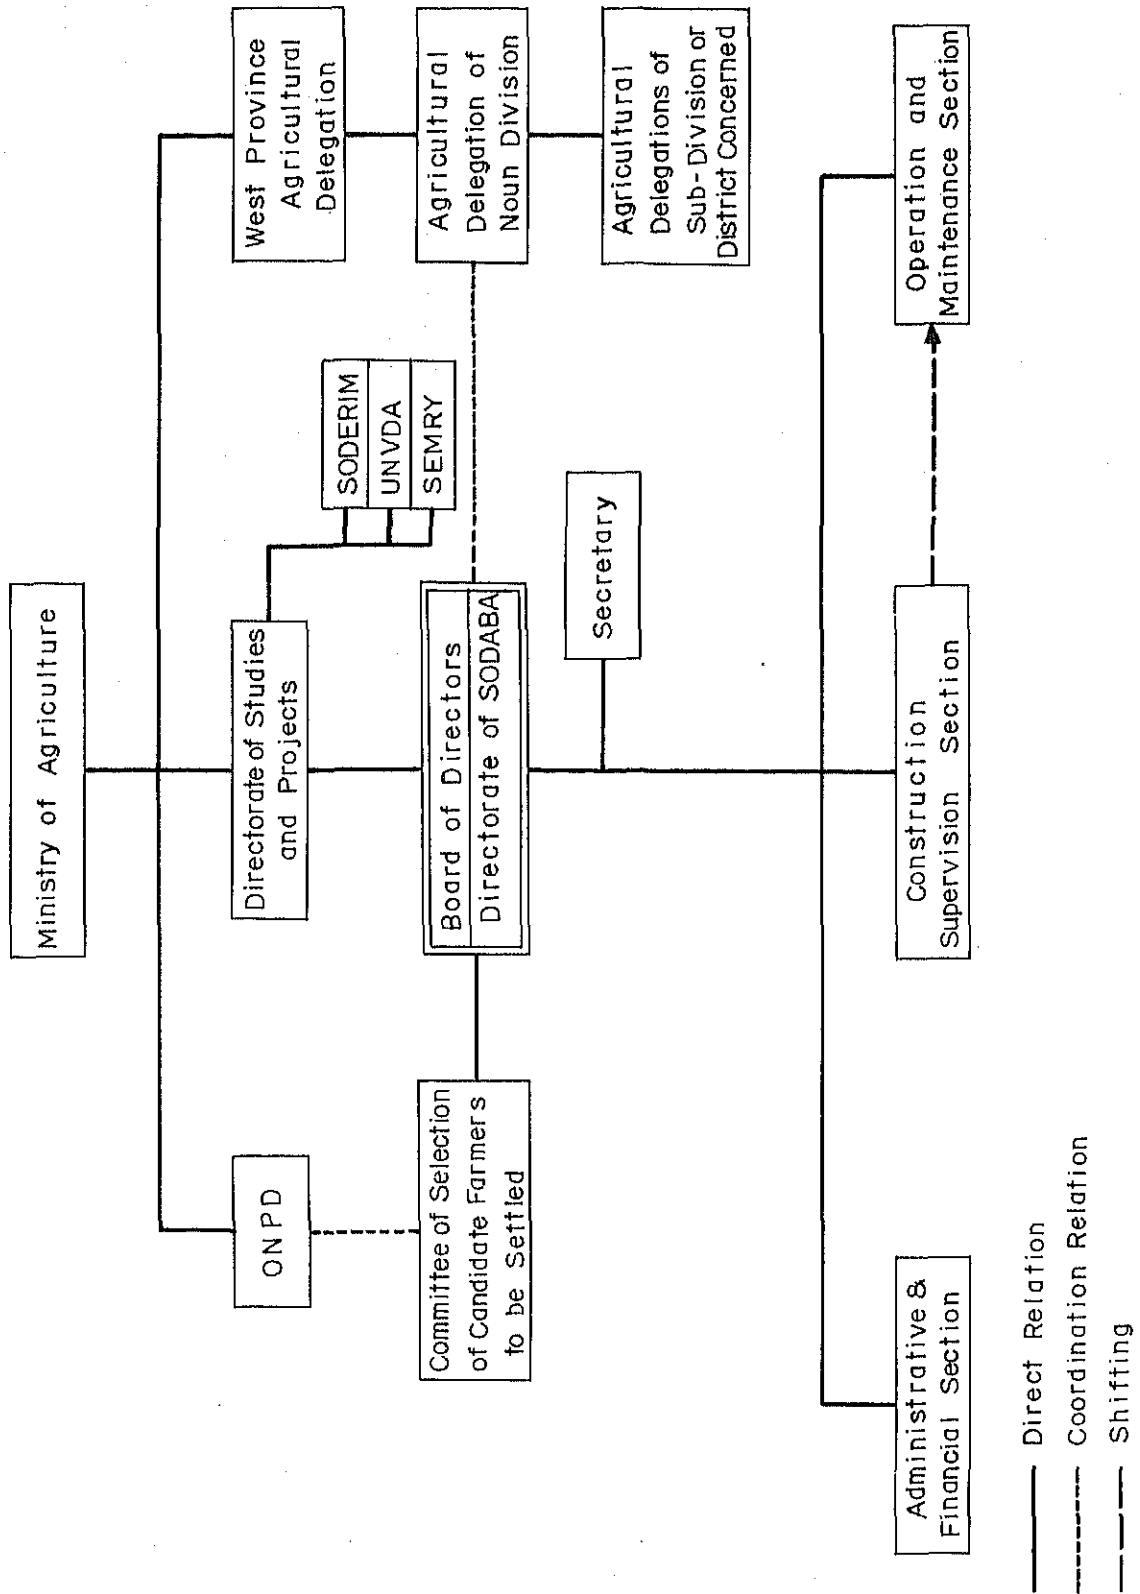 Ministry of Agriculture
ONPD
Directorate of Studies
and Projects
West Province
Agricultural
Delegation
SODERIM
UNVDA
SEMRY
Committee of Selection
of Candidate Farmers
to be Settled
Board of Directors
Directorate of SODABA
Agricultural
Delegation of
Noun Division
Secretary
Agricultural
Delegations of
Sub-Division or
District Concerned
Administrative &
Financial Section
Construction
Supervision Section
Operation and
Maintenance Section
Direct Relation
Coordination Relation
Shifting